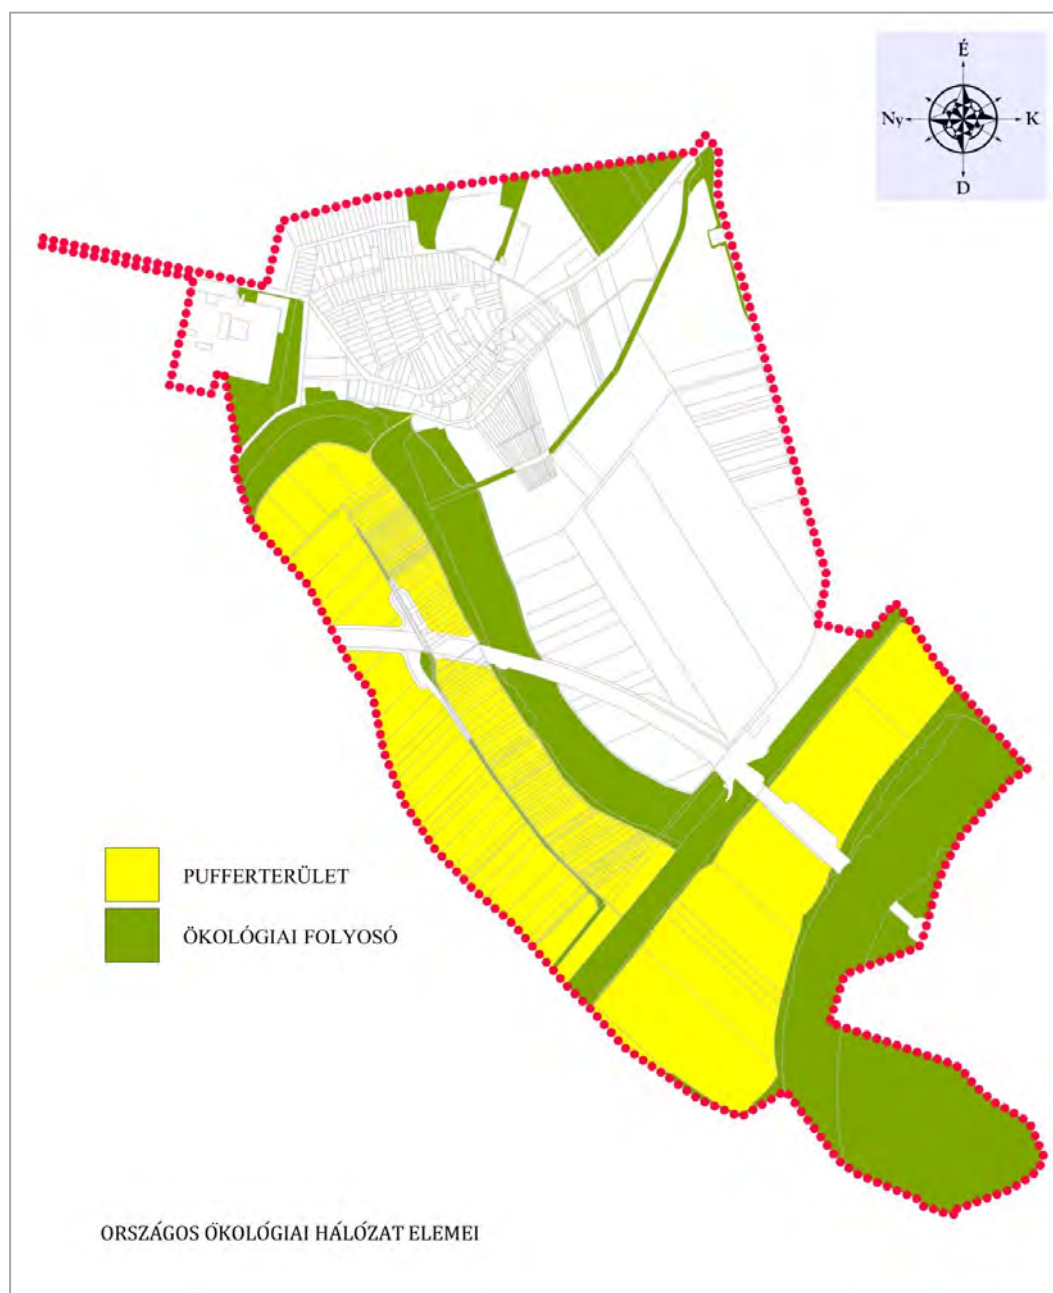 É
Ny
K
D
PUFFERTERÜLET
ÖKOLÓGIAI FOLYOSÓ
ORSZÁGOS ÖKOLÓGIAI HÁLÓZAT ELEMEI